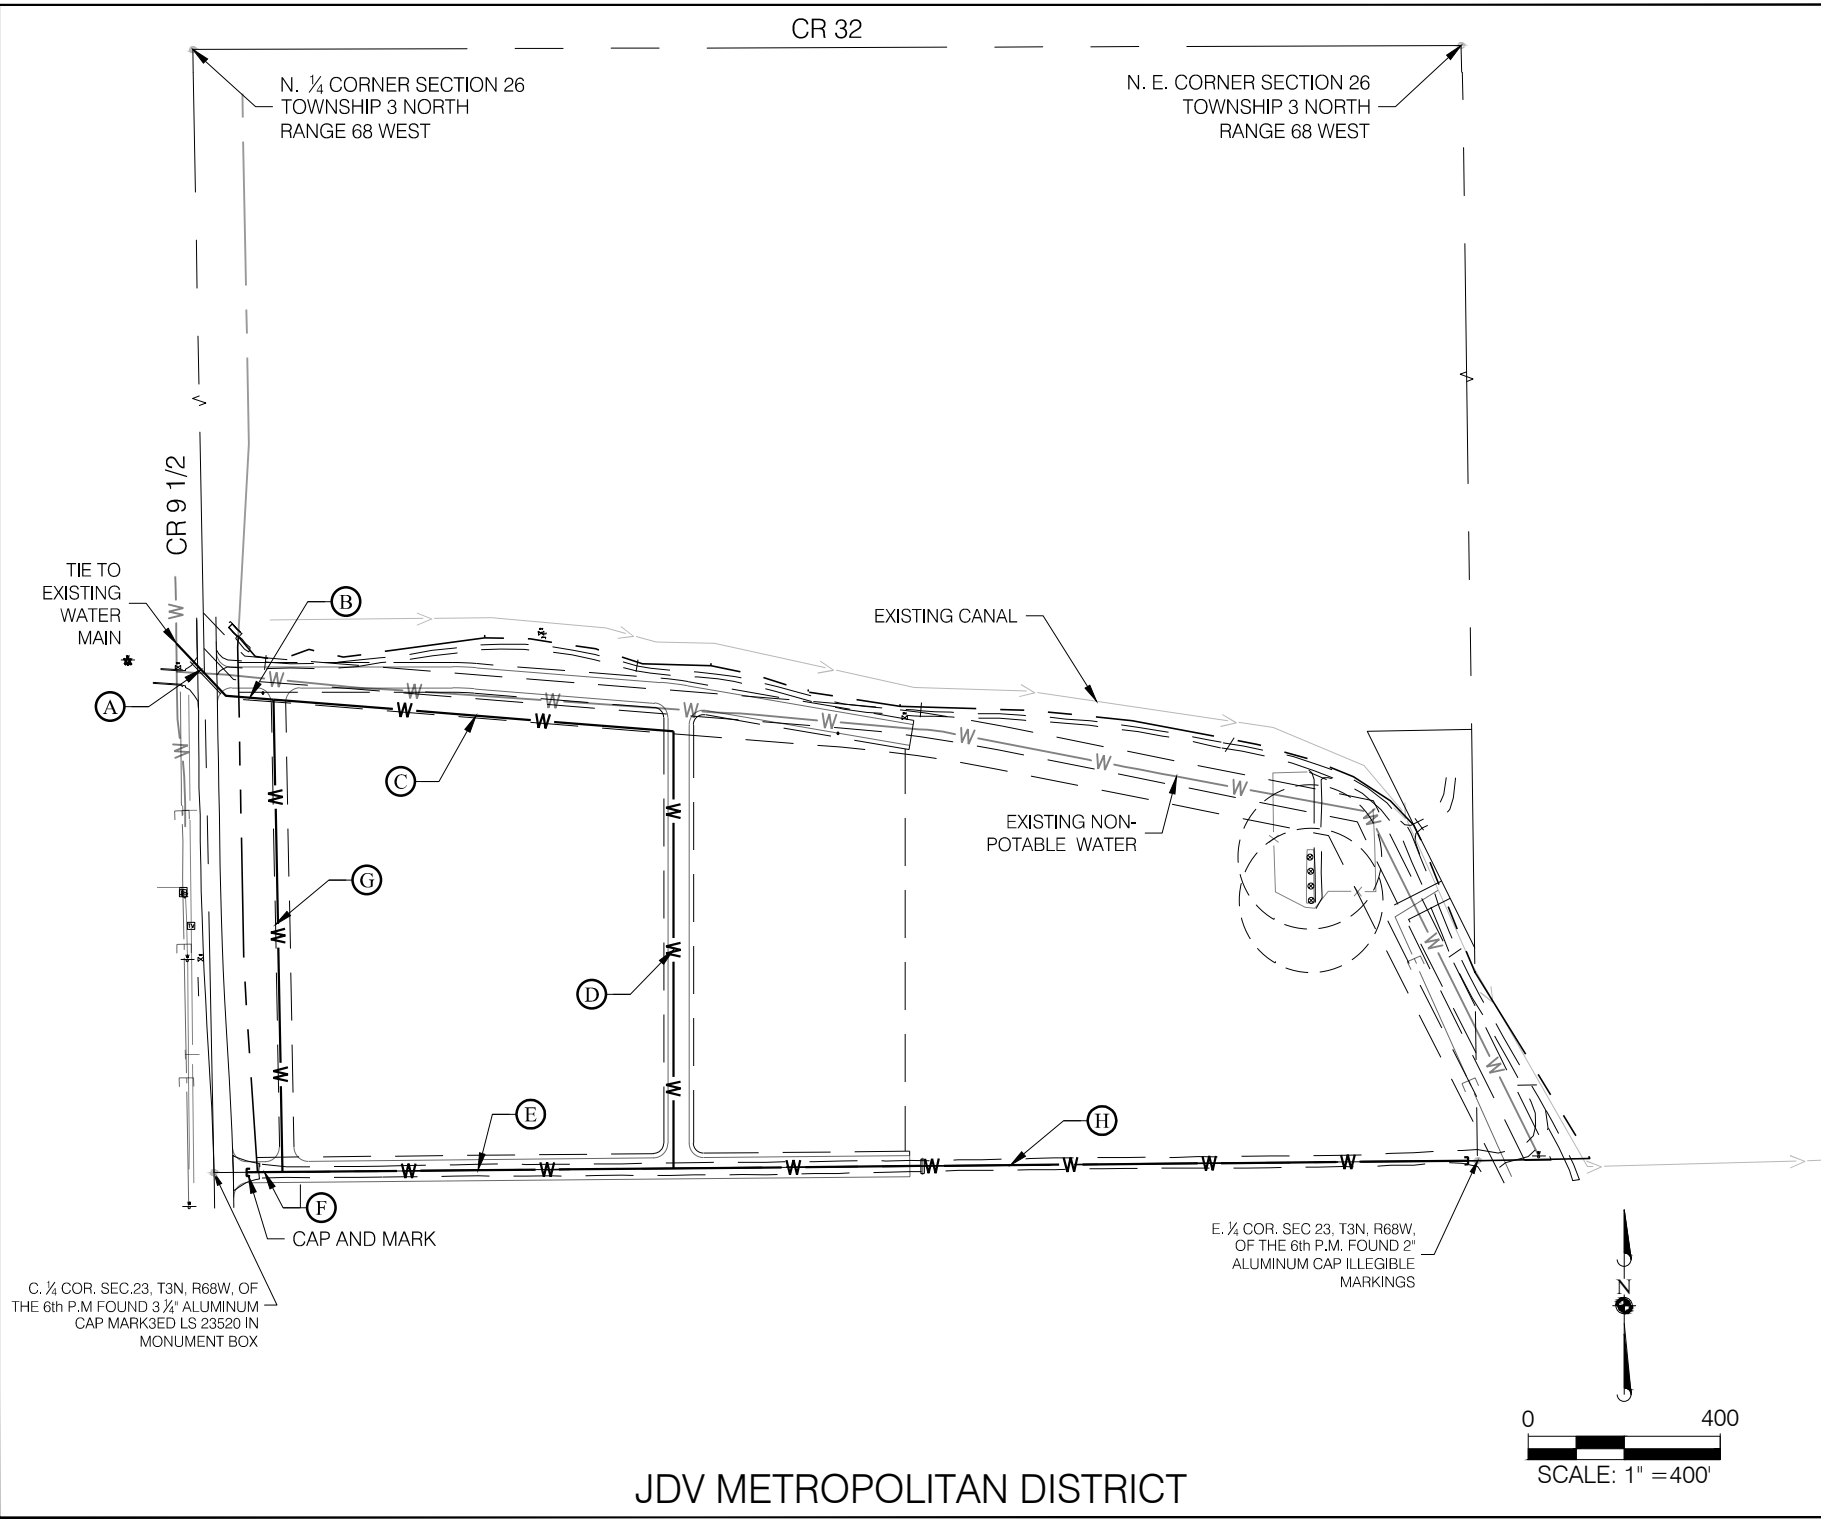 CR 32
N. ¼ CORNER SECTION 26
TOWNSHIP 3 NORTH
RANGE 68 WEST
N. E. CORNER SECTION 26
TOWNSHIP 3 NORTH
RANGE 68 WEST
CR 9 1/2
TIE TO
EXISTING
WATER
MAIN
W
B
EXISTING CANAL
A
W
W
W
W
W
W
W
W
W
W
W
W
C
EXISTING NON-
POTABLE WATER
W
W
W
G
W
W
W
D
W
W
W
W
E
H
W
W
W
W
W
W
W
F
CAP AND MARK
E. ¼ COR. SEC 23, T3N, R68W,
OF THE 6th P.M. FOUND 2"
ALUMINUM CAP ILLEGIBLE
MARKINGS
C. ¼ COR. SEC.23, T3N, R68W, OF
THE 6th P.M FOUND 3 ¼" ALUMINUM
CAP MARK3ED LS 23520 IN
MONUMENT BOX
N
0 400
SCALE: 1" =400'
JDV METROPOLITAN DISTRICT